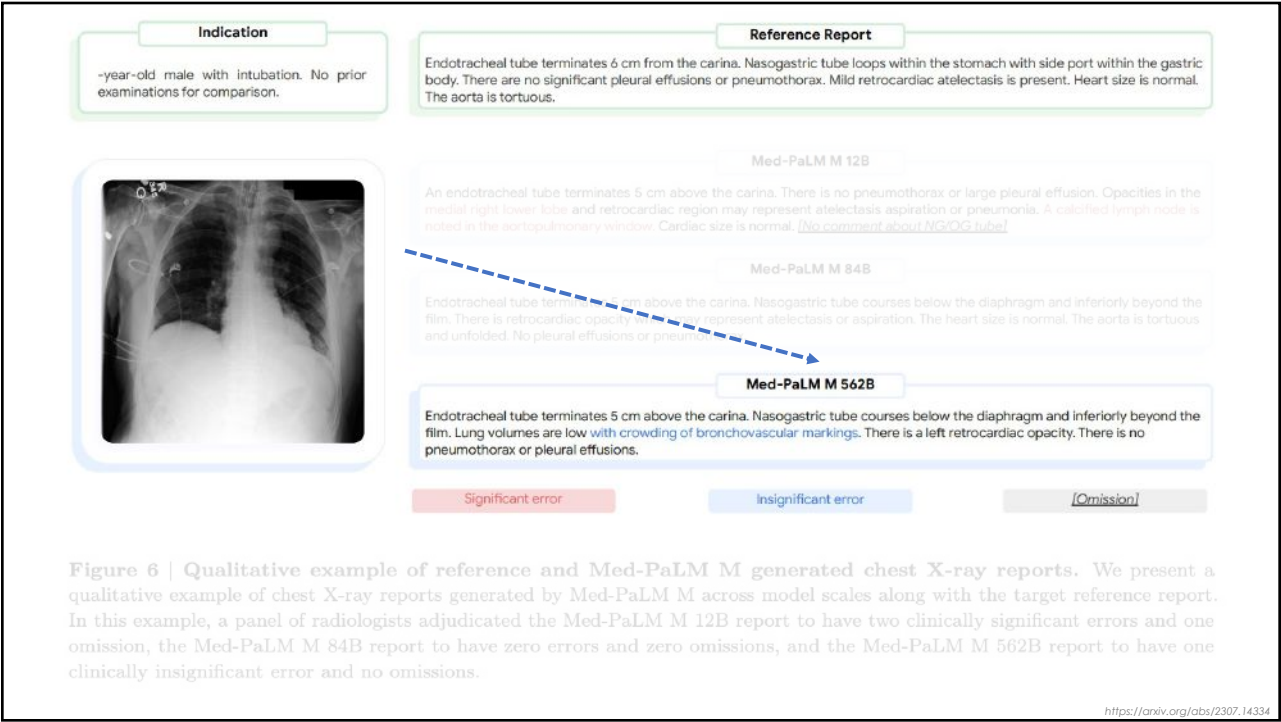 Indication
-year-old male with intubation. No prior
examinations for comparison.
Reference Report
Endotracheal tube terminates 6 cm from the carina. Nasogastric tube loops within the stomach with side port within the gastric
body. There are no significant pleural effusions or pneumothorax. Mild retrocardiac atelectasis is present. Heart size is normal.
The aorta is tortuous.
Med-PaLM M 12B
An endotracheal tube terminates 5 cm above the carina. There is no pneumothorax or large pleural effusion. Opacities in the
medial right lower lobe and retrocardiac region may represent atelectasis aspiration or pneumonia. A calcified lymph node is
noted in the aortopulmonary window. Cardiac size is normal. [No comment about NG/OG tube]
Med-PaLM M 84B
Endotracheal tube terminates 5 cm above the carina. Nasogastric tube courses below the diaphragm and inferiorly beyond the
film. There is retrocardiac opacity which may represent atelectasis or aspiration. The heart size is normal. The aorta is tortuous
and unfolded. No pleural effusions or
Med-PaLM M 562B
Endotracheal tube terminates 5 cm above the carina. Nasogastric tube courses below the diaphragm and inferiorly beyond the
film. Lung volumes are low with crowding of bronchovascular markings. There is a left retrocardiac opacity. There is no
pneumothorax or pleural effusions.
Significant error
Insignificant error
[Omission]
Figure 6 | Qualitative example of reference and Med-PaLM M generated chest X-ray reports. We present a
qualitative example of chest X-ray reports generated by Med-PaLM M across model scales along with the target reference report.
In this example, a panel of radiologists adjudicated the Med-PaLM M 12B report to have two clinically significant errors and one
omission, the Med-PaLM M 84B report to have zero errors and zero omissions, and the Med-PaLM M 562B report to have one
clinically insignificant error and no omissions.
https://arxiv.org/abs/2307.14334